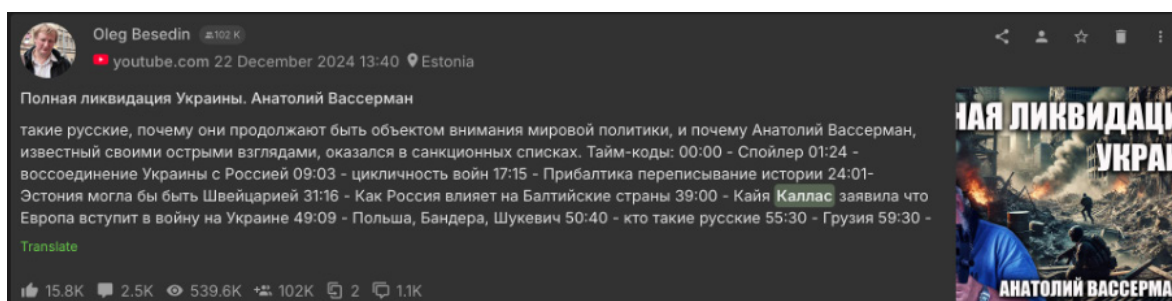 Oleg Besedin 102 K
youtube.com 22 December 2024 13:40 Estonia
Полная ликвидация Украины. Анатолий Вассерман
такие русские, почему они продолжают быть объектом внимания мировой политики, и почему Анатолий Вассерман,
известный своими острыми взглядами, оказался в санкционных списках. Тайм-коды: 00:00 - Спойлер 01:24 -
воссоединение Украины с Россией 09:03 - цикличность войн 17:15 - Прибалтика переписывание истории 24:01-
Эстония могла бы быть Швейцарией 31:16 - Как Россия влияет на Балтийские страны 39:00 - Кайя Каллас заявила что
Европа вступит в войну на Украине 49:09 - Польша, Бандера, Шукевич 50:40 - кто такие русские 55:30 - Грузия 59:30 -
Translate
15.8K 2.5K 539.6K 102K 2 1.1K
НАЯ ЛИКВИДАЦ
УКРА
АНАТОЛИЙ ВАССЕРМА